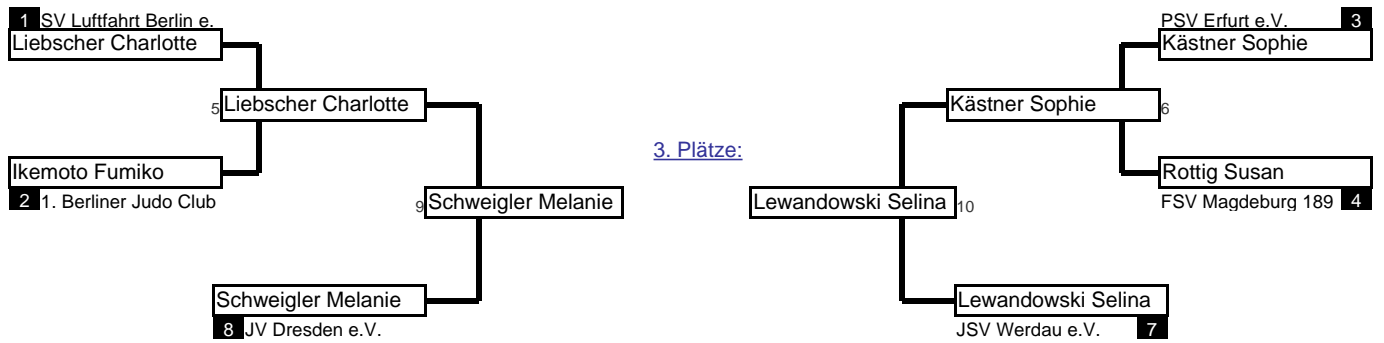 1 SV Luftfahrt Berlin e.
Liebscher Charlotte
5 Liebscher Charlotte
Ikemoto Fumiko
2 1. Berliner Judo Club
9 Schweigler Melanie
Schweigler Melanie
8 JV Dresden e.V.
3. Plätze:
PSV Erfurt e.V. 3
Kästner Sophie
Kästner Sophie 6
Rottig Susan
FSV Magdeburg 189 4
Lewandowski Selina 10
Lewandowski Selina
JSV Werdau e.V. 7